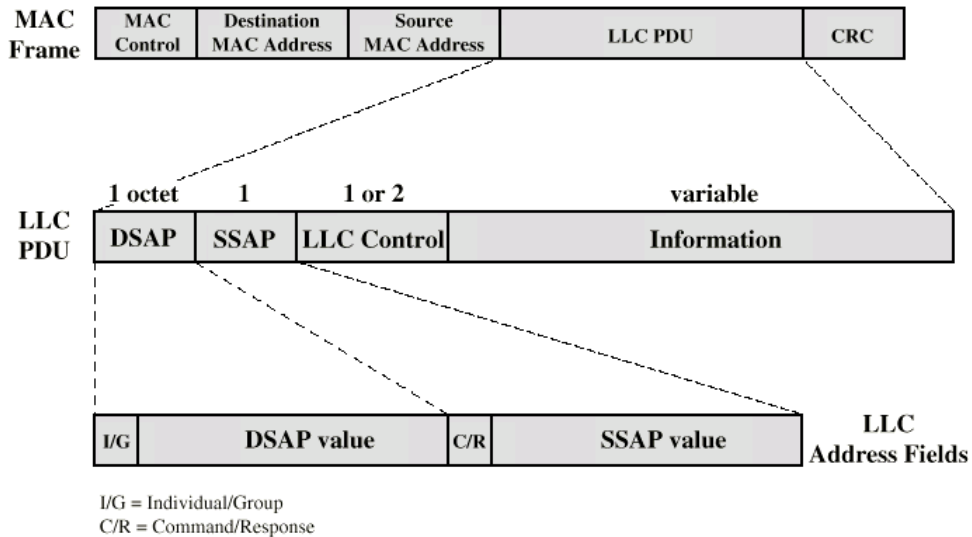 MAC Frame
MAC Control
Destination MAC Address
Source MAC Address
LLC PDU
CRC
1 octet
1
1 or 2
variable
LLC PDU
DSAP
SSAP
LLC Control
Information
I/G
DSAP value
C/R
SSAP value
LLC Address Fields
I/G = Individual/Group
C/R = Command/Response